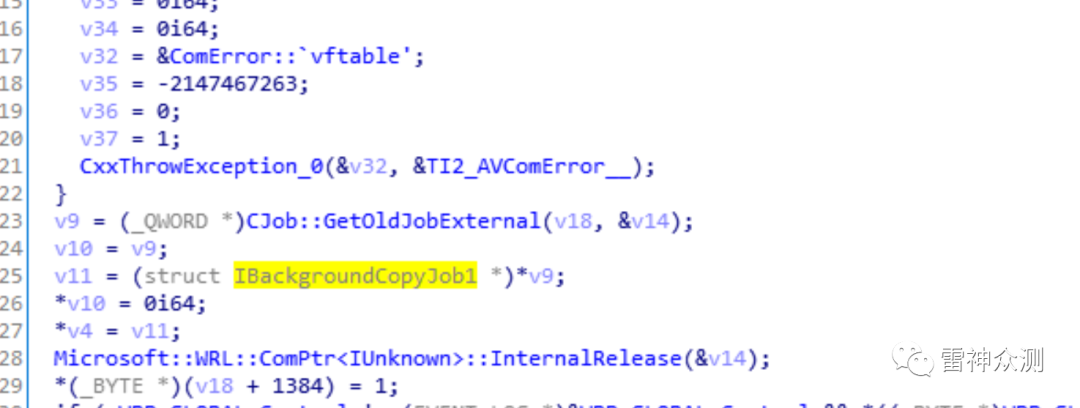 v33 = 0i64;
16 v34 = 0i64;
17 v32 = &ComError::`vftable';
18 v35 = -2147467263;
19 v36 = 0;
20 v37 = 1;
21 CxxThrowException_0(&v32, &TI2_AVComError__);
22 }
23 v9 = (_QWORD *)CJob::GetOldJobExternal(v18, &v14);
24 v10 = v9;
25 v11 = (struct IBackgroundCopyJob1 *)*v9;
26 *v10 = 0i64;
27 *v4 = v11;
28 Microsoft::WRL::ComPtr<IUnknown>::InternalRelease(&v14);
29 *(_BYTE *)(v18 + 1384) = 1;
雷神众测